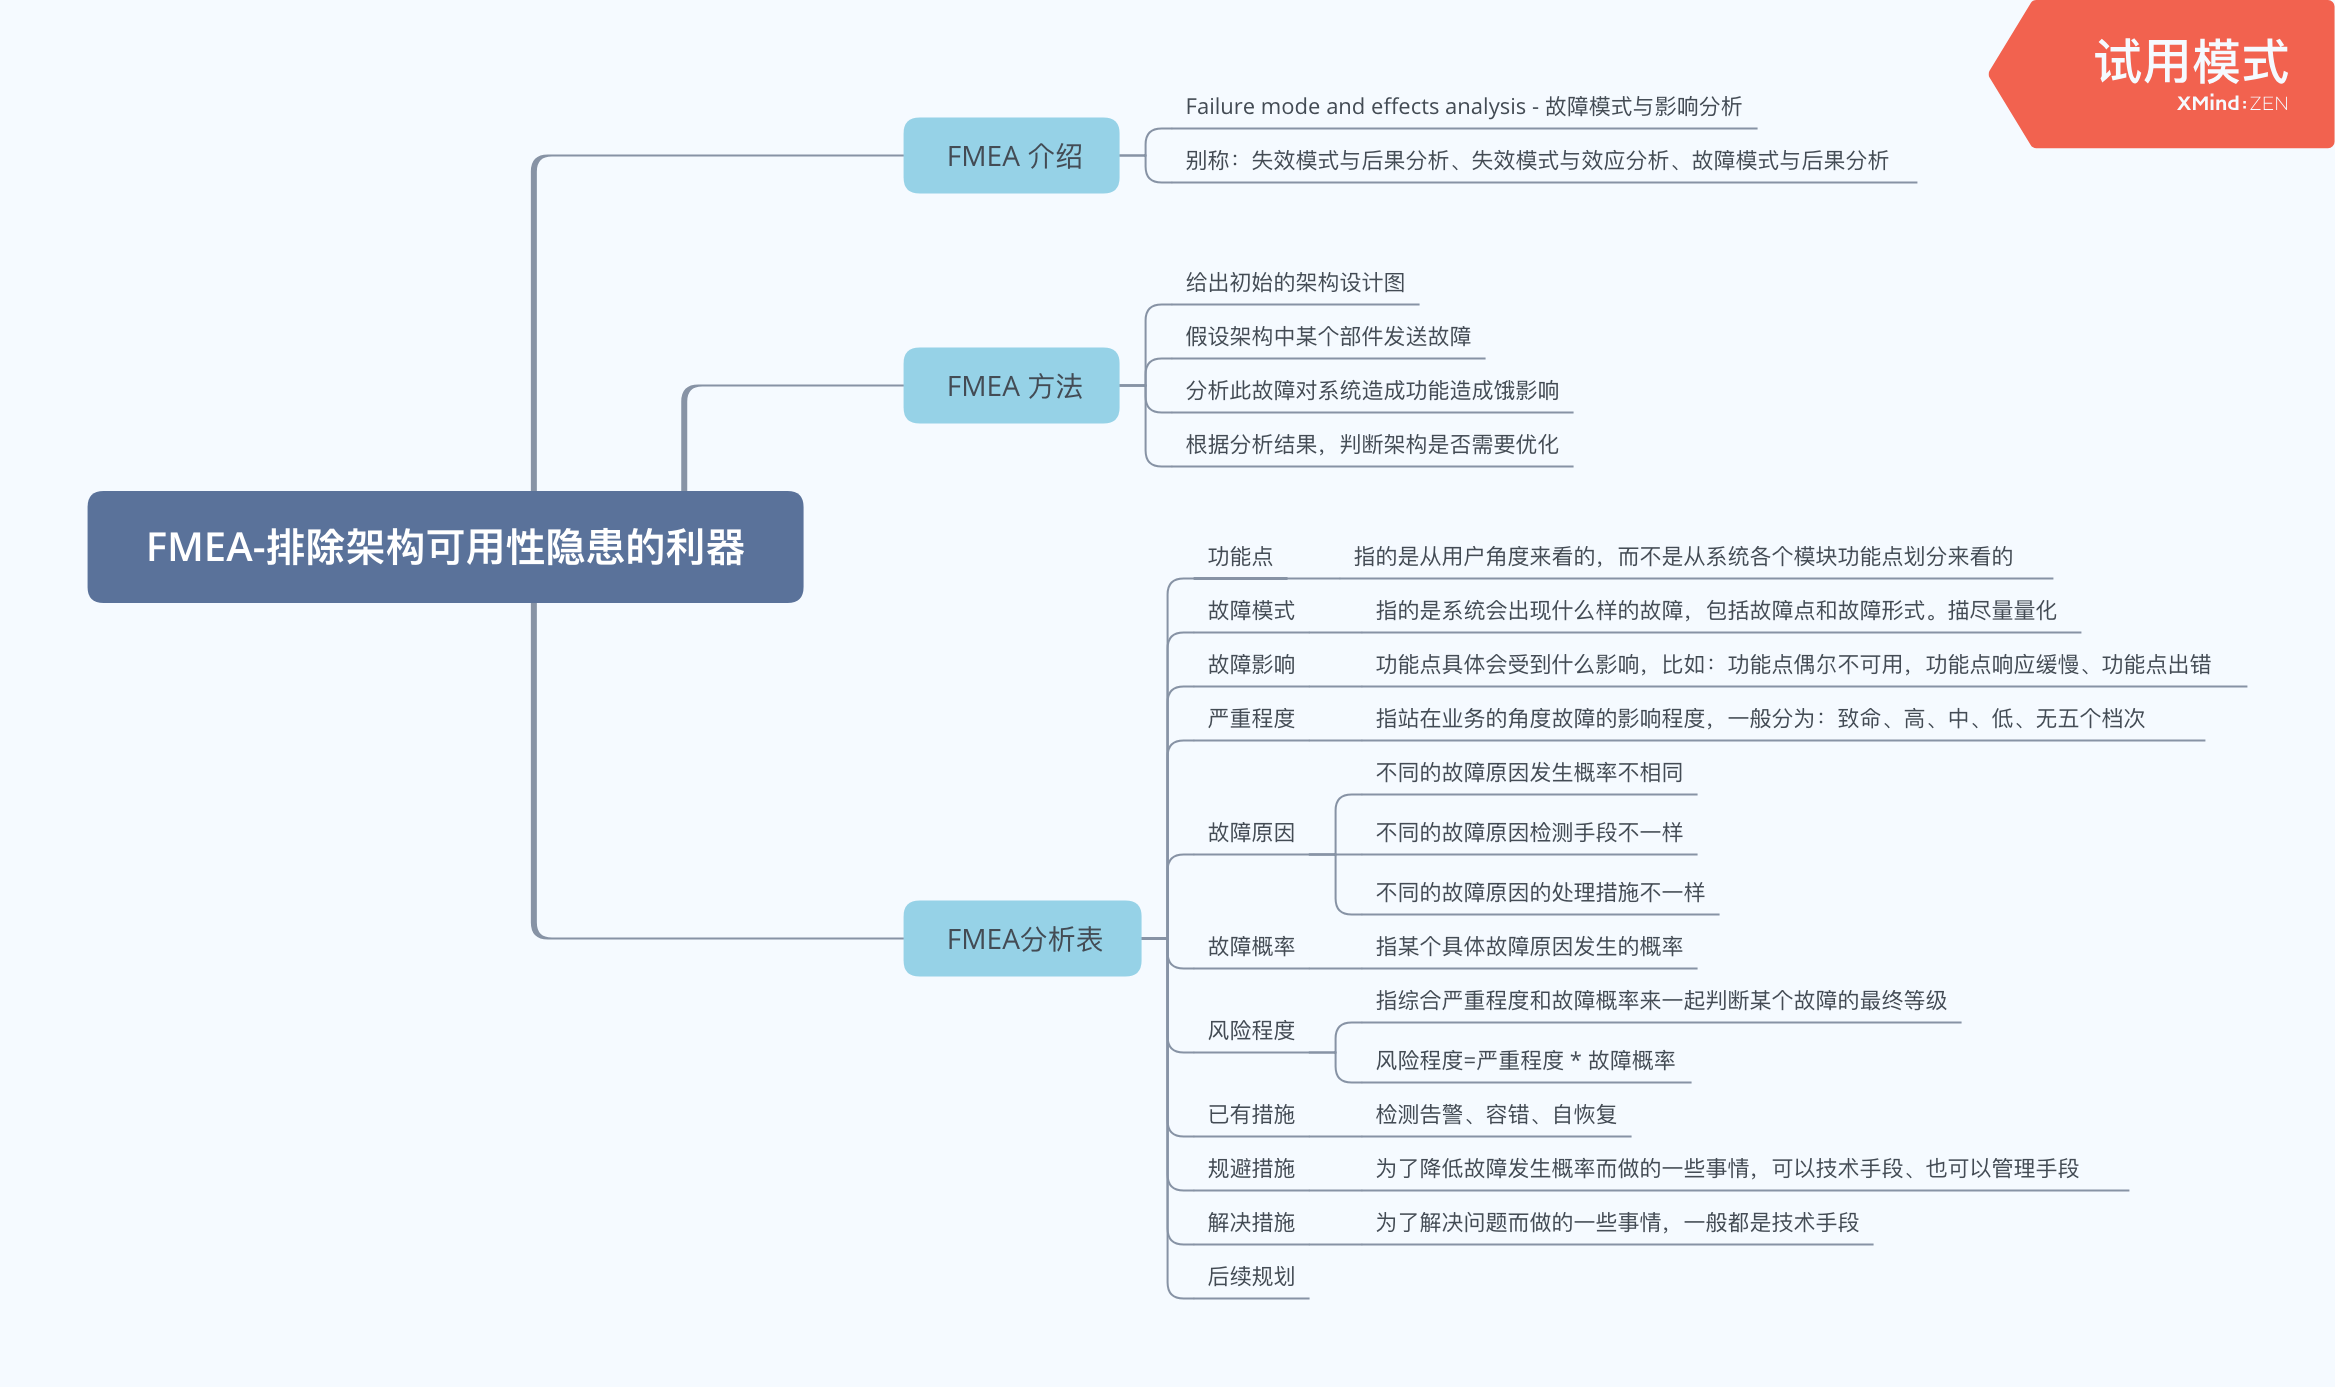 试用模式
XMind:ZEN
FMEA-排除架构可用性隐患的利器
FMEA 介绍
Failure mode and effects analysis - 故障模式与影响分析
别称：失效模式与后果分析、失效模式与效应分析、故障模式与后果分析
FMEA 方法
给出初始的架构设计图
假设架构中某个部件发送故障
分析此故障对系统造成功能造成饿影响
根据分析结果，判断架构是否需要优化
FMEA分析表
功能点
指的是从用户角度来看的，而不是从系统各个模块功能点划分来看的
故障模式
指的是系统会出现什么样的故障，包括故障点和故障形式。描尽量量化
故障影响
功能点具体会受到什么影响，比如：功能点偶尔不可用，功能点响应缓慢、功能点出错
严重程度
指站在业务的角度故障的影响程度，一般分为：致命、高、中、低、无五个档次
故障原因
不同的故障原因发生概率不相同
不同的故障原因检测手段不一样
不同的故障原因的处理措施不一样
故障概率
指某个具体故障原因发生的概率
风险程度
指综合严重程度和故障概率来一起判断某个故障的最终等级
风险程度=严重程度 * 故障概率
已有措施
检测告警、容错、自恢复
规避措施
为了降低故障发生概率而做的一些事情，可以技术手段、也可以管理手段
解决措施
为了解决问题而做的一些事情，一般都是技术手段
后续规划